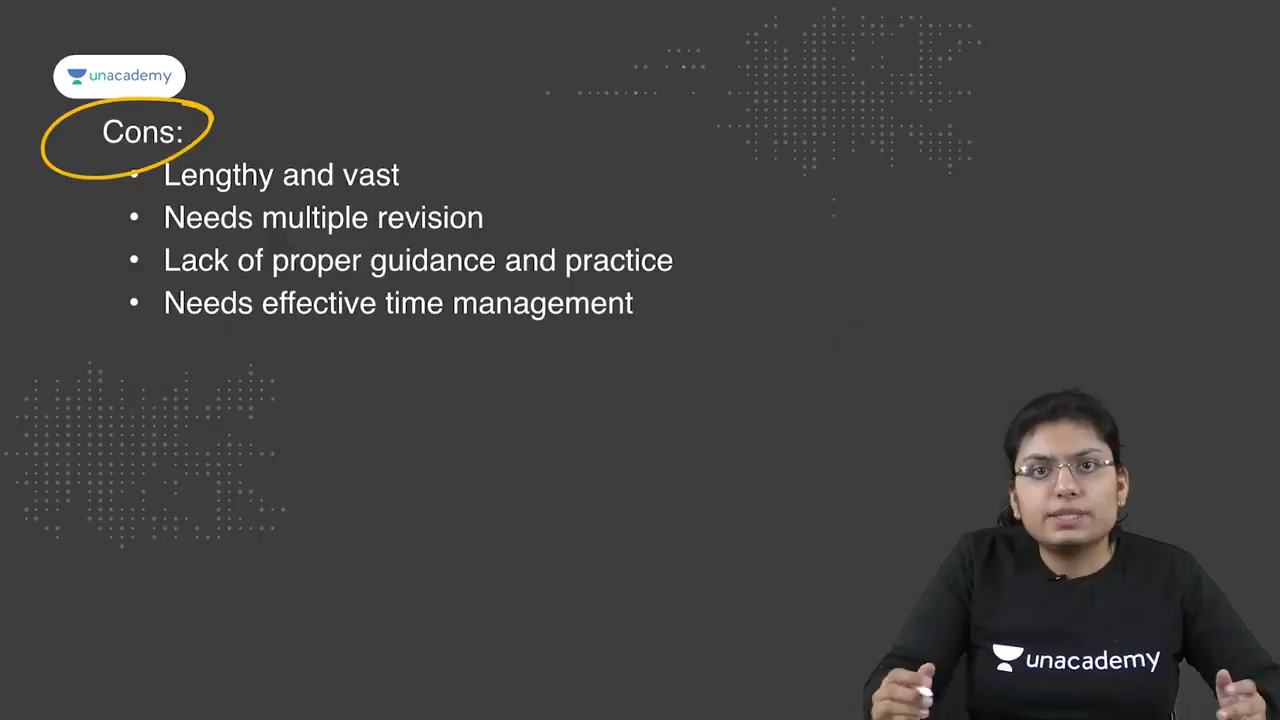 unacademy
Cons:
• Lengthy and vast
• Needs multiple revision
• Lack of proper guidance and practice
• Needs effective time management
unacademy